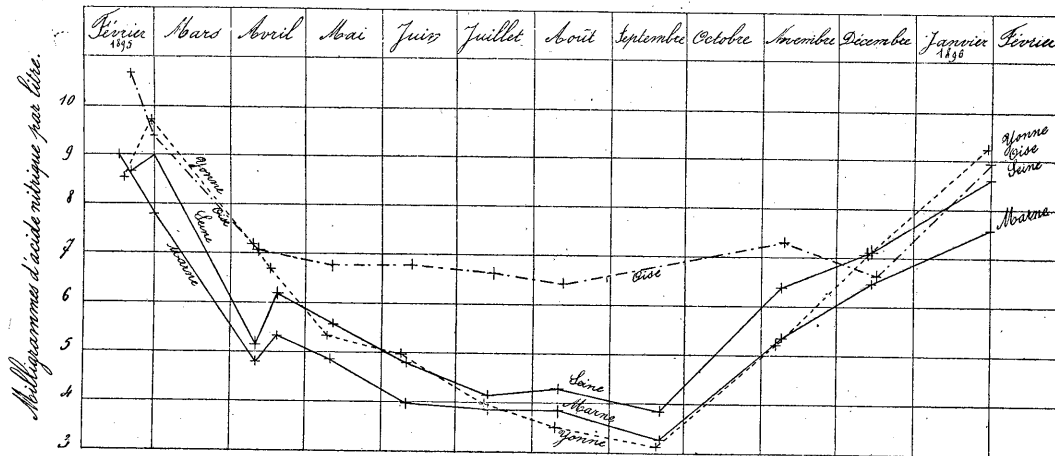 Février Mars Avril Mai Juin Juillet Août Septembre Octobre Novembre Décembre Janvier Février
1895 1896
Milligrammes d'acide nitrique par litre.
10
9
8
7
6
5
4
3
Yonne
Oise
Seine
Marne
Oise
Seine
Marne
Yonne
Yonne
Oise
Seine
Marne